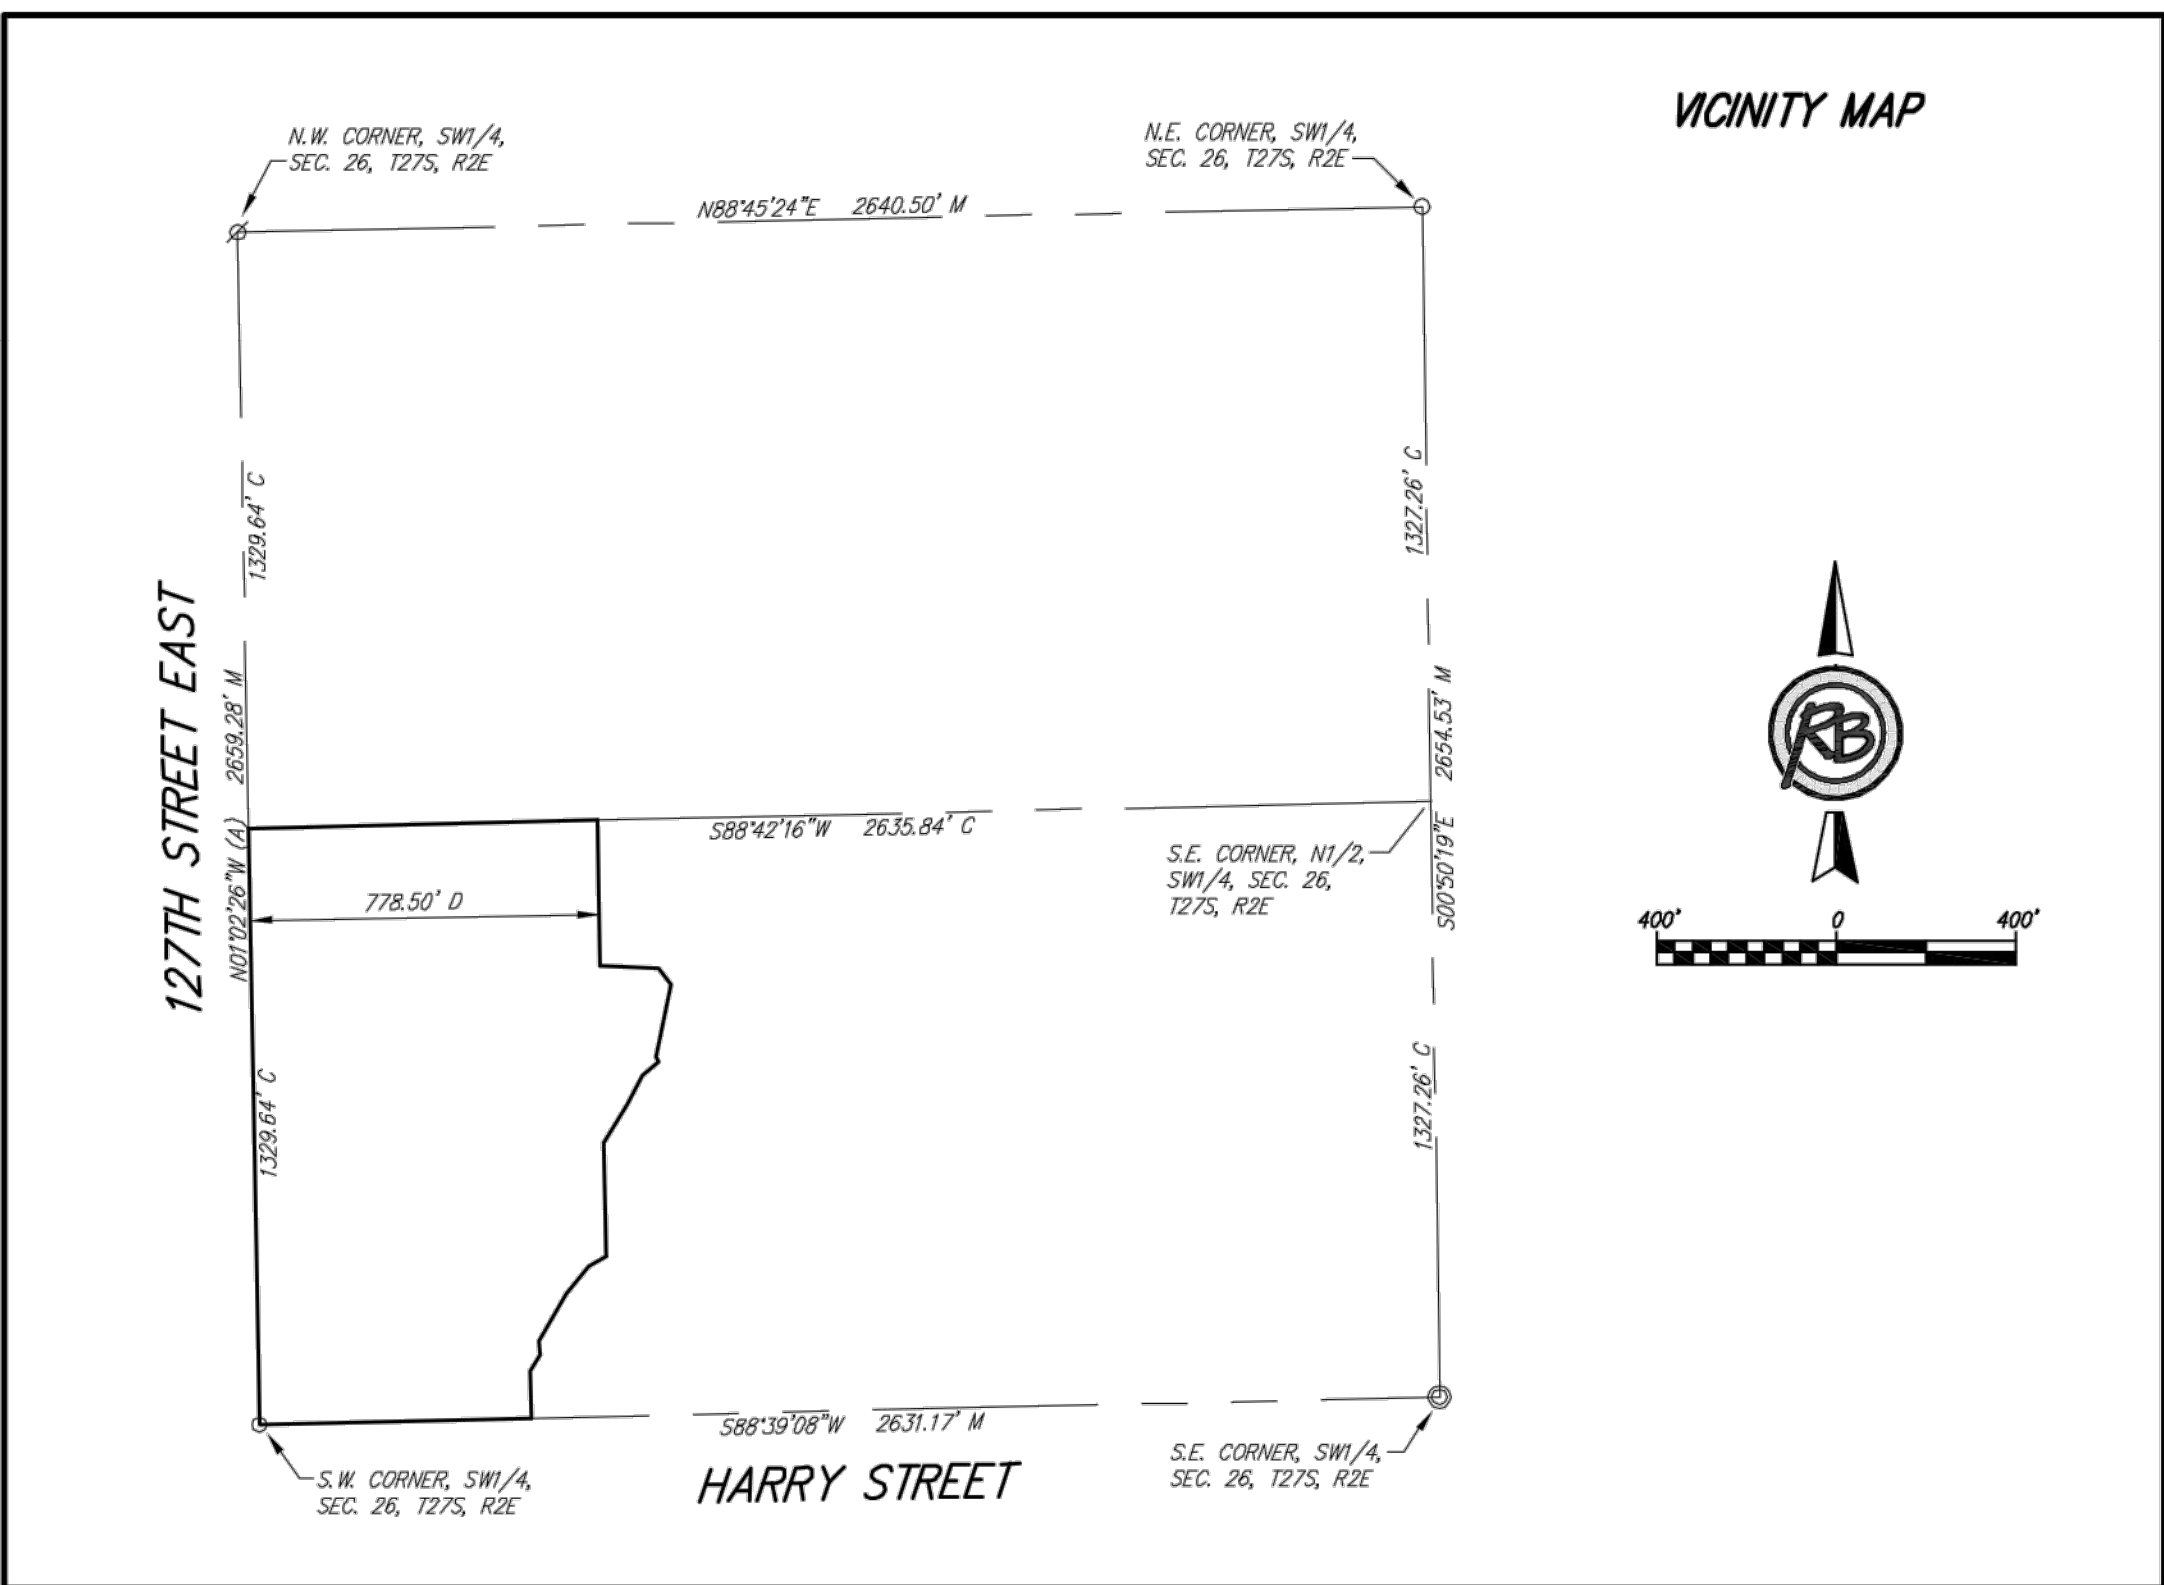 VICINITY MAP
N.W. CORNER, SW1/4,
SEC. 26, T27S, R2E
N.E. CORNER, SW1/4,
SEC. 26, T27S, R2E
N88°45'24"E 2640.50' M
1329.64' C
1327.26' C
127TH STREET EAST
N01°02'26"W (A) 2659.28' M
S00°50'19"E 2654.53' M
S88°42'16"W 2635.84' C
S.E. CORNER, N1/2,
SW1/4, SEC. 26,
T27S, R2E
778.50' D
RB
400' 0 400'
1329.64' C
1327.26' C
S88°39'08"W 2631.17' M
HARRY STREET
S.W. CORNER, SW1/4,
SEC. 26, T27S, R2E
S.E. CORNER, SW1/4,
SEC. 26, T27S, R2E